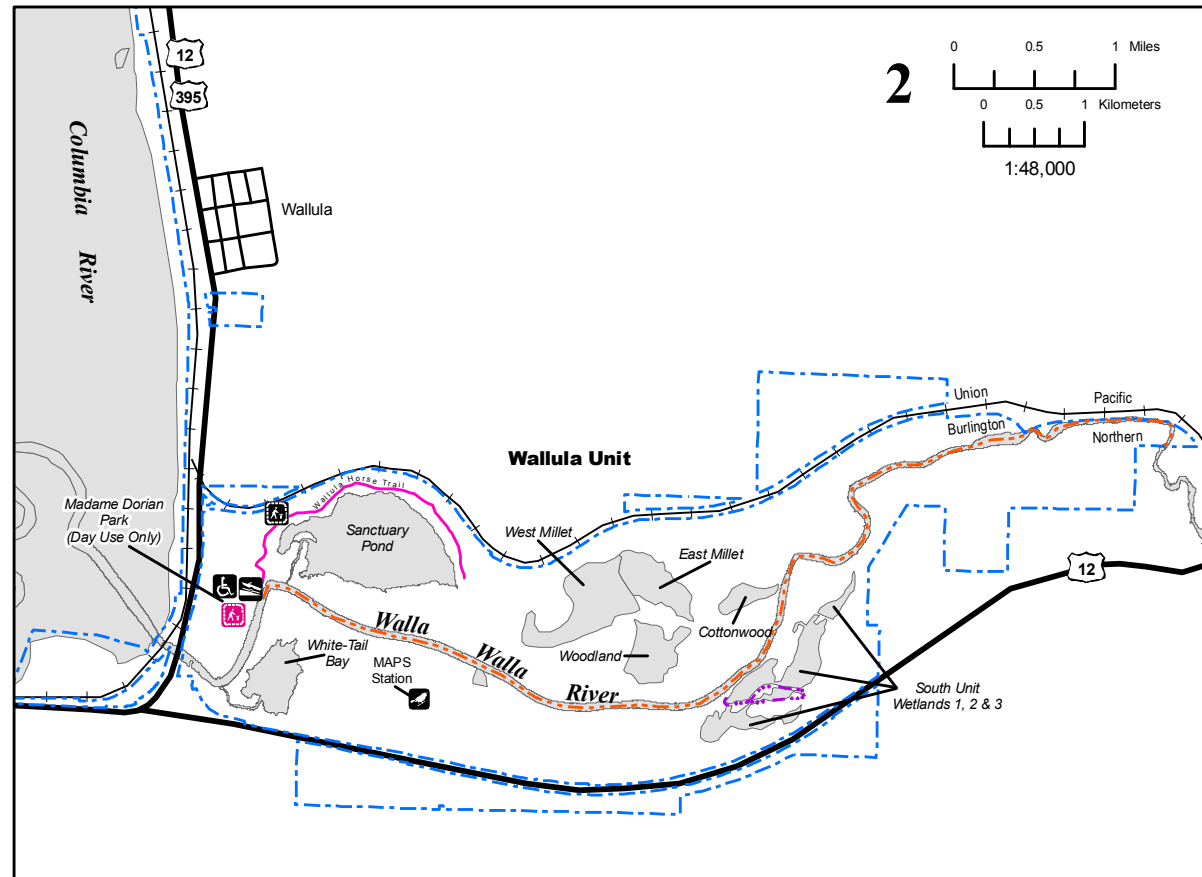 12
395
Columbia River
Wallula
2
0 0.5 1 Miles
0 0.5 1 Kilometers
1:48,000
Union Pacific
Burlington Northern
Wallula Unit
Wallula Horse Trail
Madame Dorian
Park
(Day Use Only)
Sanctuary
Pond
West Millet
East Millet
Cottonwood
Woodland
12
White-Tail
Bay
MAPS
Station
Walla Walla River
South Unit
Wetlands 1, 2 & 3